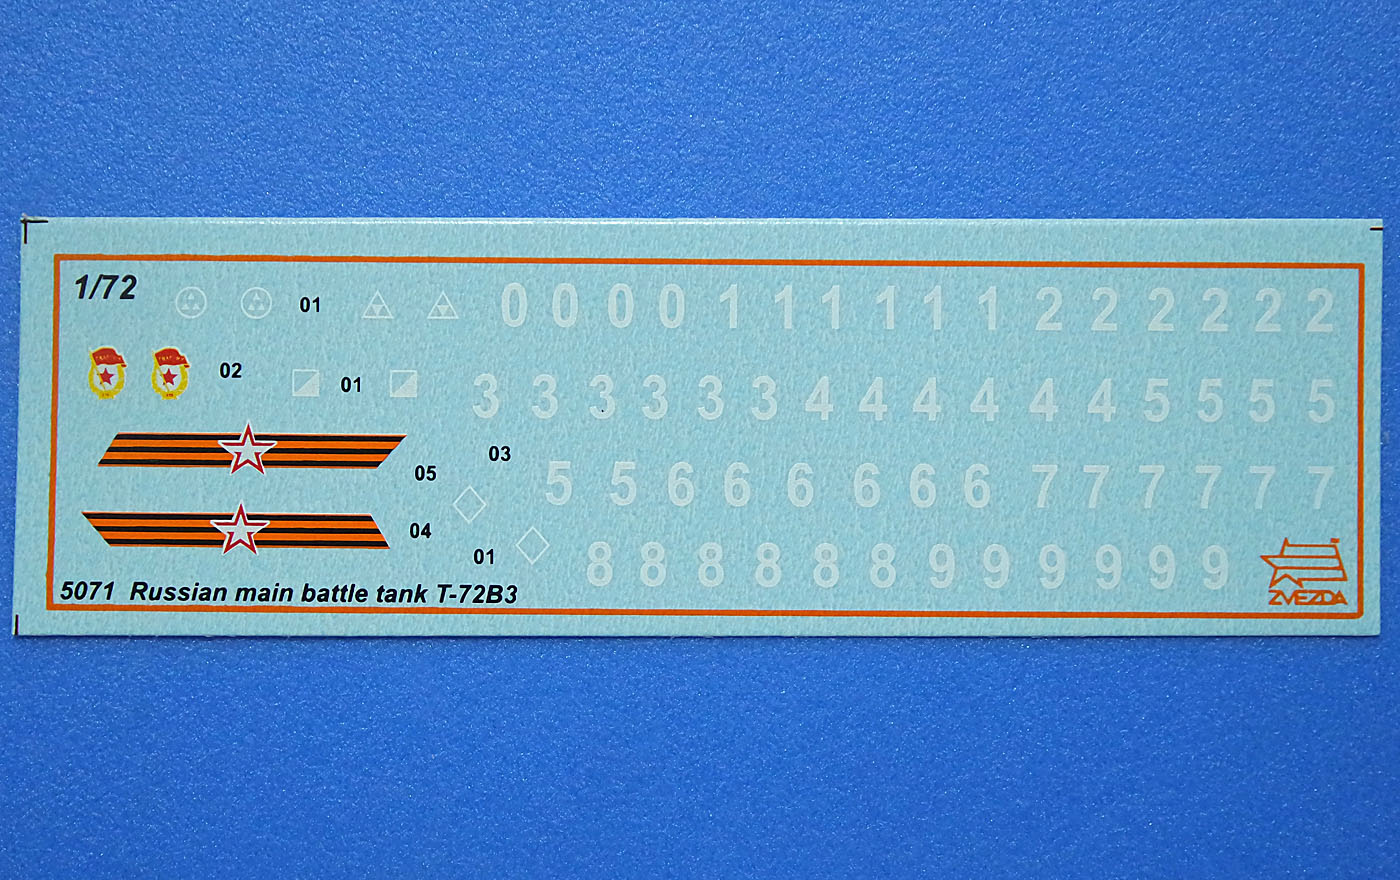 1/72 01 0 0 0 0 1 1 1 1 1 1 2 2 2 2 2 2
02 01 3 3 3 3 3 3 4 4 4 4 4 4 5 5 5 5
05 03 5 5 6 6 6 6 6 6 7 7 7 7 7 7
04 01 8 8 8 8 8 8 9 9 9 9 9 9
5071 Russian main battle tank T-72B3 ZVEZDA